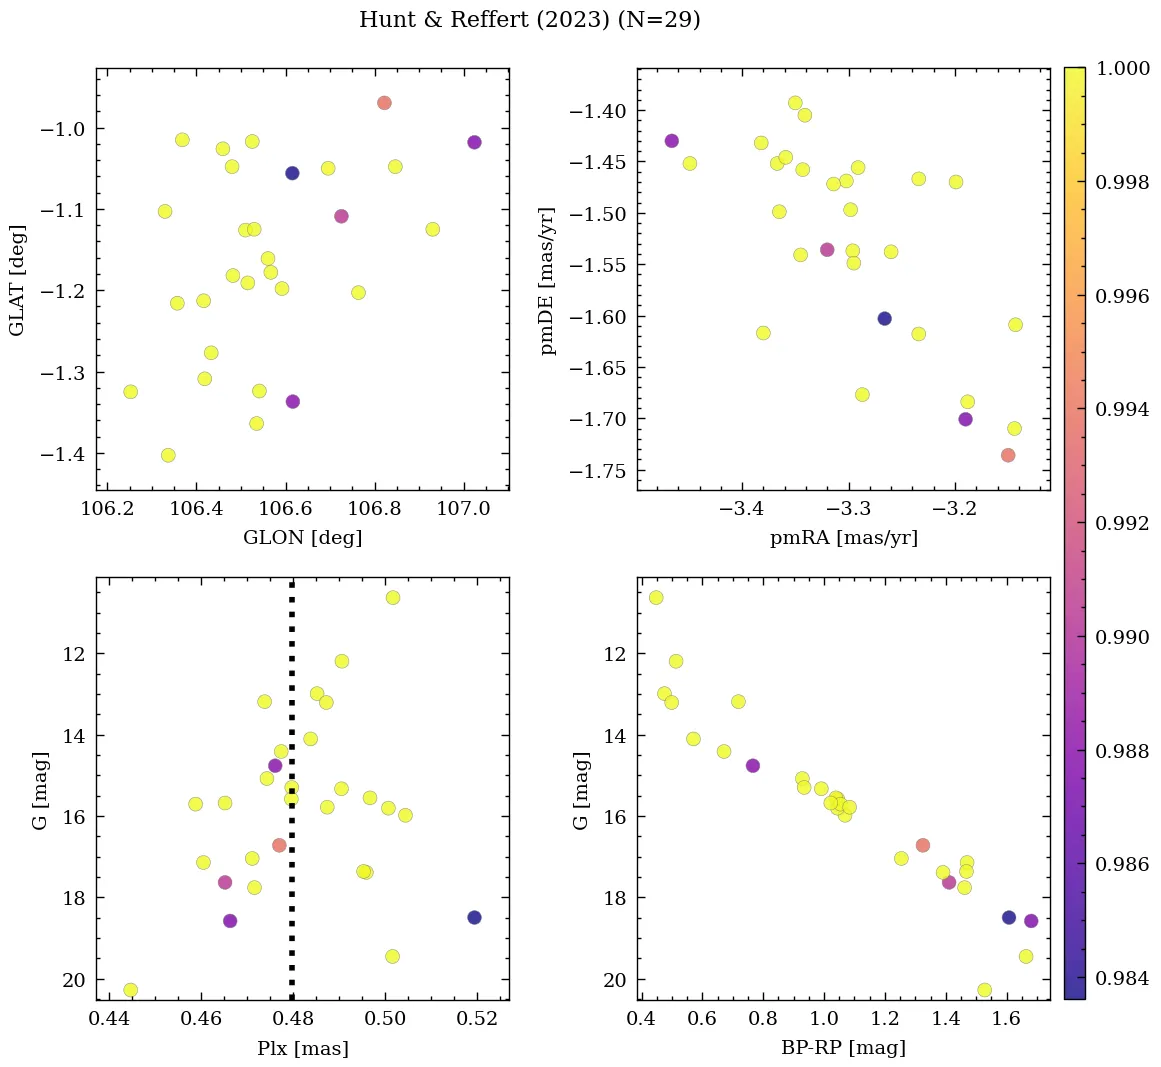 Hunt & Reffert (2023) (N=29)
−1.0
−1.1
−1.2
−1.3
−1.4
GLAT [deg]
106.2 106.4 106.6 106.8 107.0
GLON [deg]
−1.40
−1.45
−1.50
−1.55
−1.60
−1.65
−1.70
−1.75
pmDE [mas/yr]
−3.4 −3.3 −3.2
pmRA [mas/yr]
1.000
0.998
0.996
0.994
0.992
0.990
0.988
0.986
0.984
12
14
16
18
20
G [mag]
0.44 0.46 0.48 0.50 0.52
Plx [mas]
12
14
16
18
20
G [mag]
0.4 0.6 0.8 1.0 1.2 1.4 1.6
BP-RP [mag]